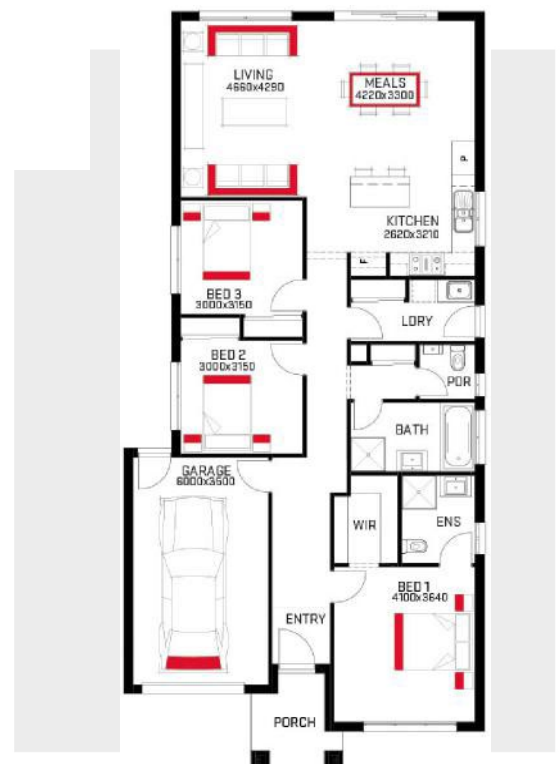 LIVING
4660x4290
MEALS
4220x3300
P
KITCHEN
2620x3210
F
BED 3
3000x3150
LDRY
BED 2
3000x3150
PDR
BATH
GARAGE
6000x3500
WIR
ENS
BED 1
4100x3640
ENTRY
PORCH